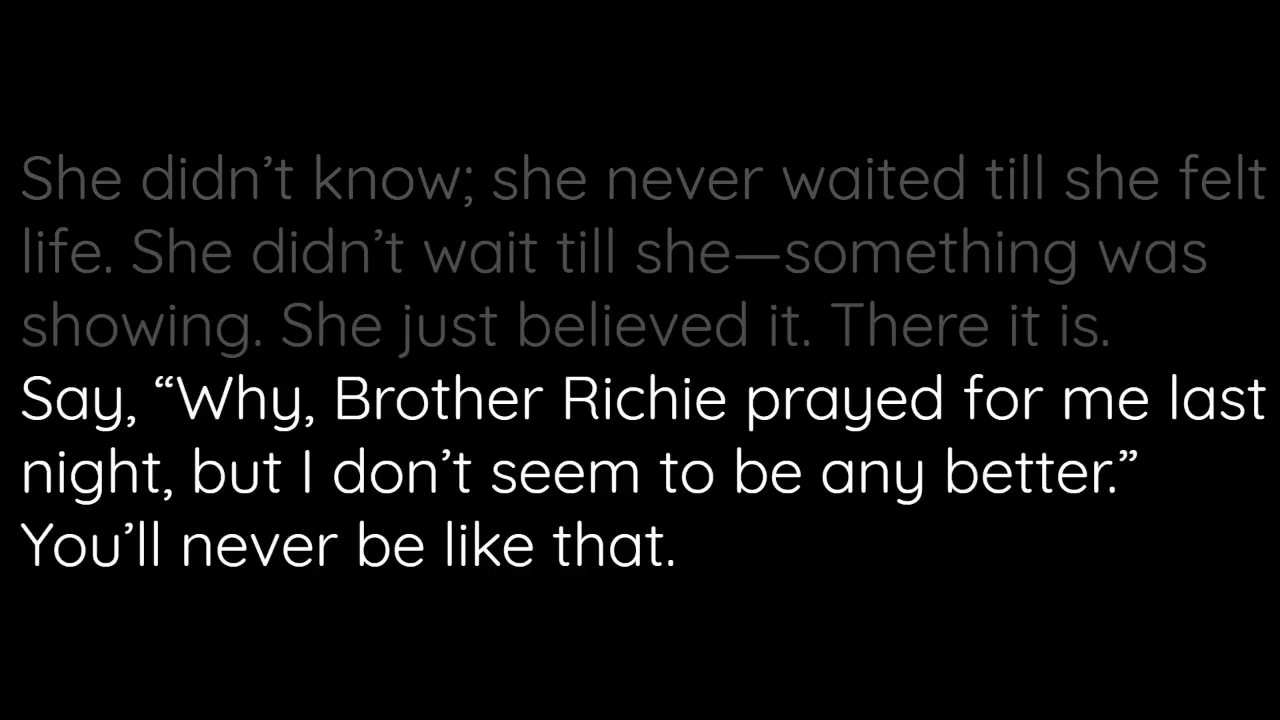 She didn’t know; she never waited till she felt
life. She didn’t wait till she—something was
showing. She just believed it. There it is.
Say, “Why, Brother Richie prayed for me last
night, but I don’t seem to be any better.”
You’ll never be like that.